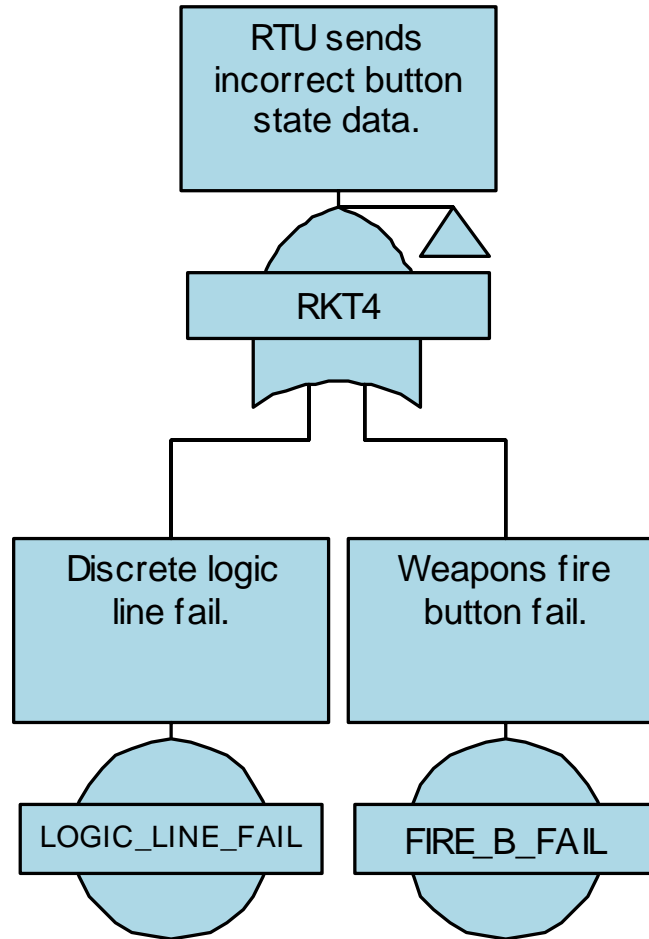 RTU sends
incorrect button
state data.
RKT4
Discrete logic
line fail.
Weapons fire
button fail.
LOGIC_LINE_FAIL
FIRE_B_FAIL